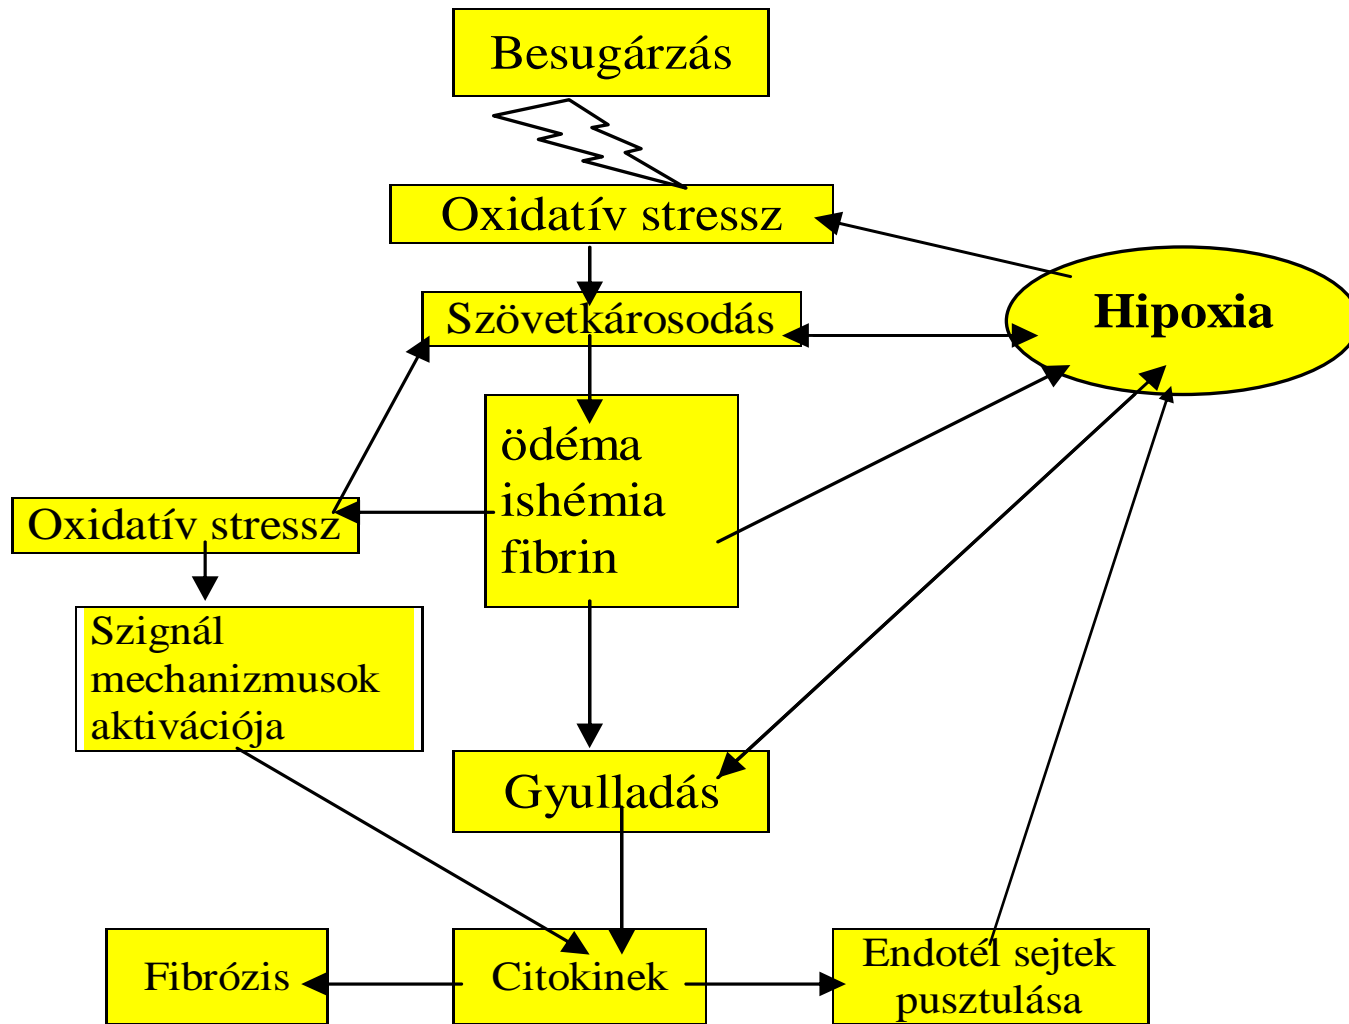 Besugárzás
Oxidatív stressz
Hipoxia
Szövetkárosodás
ödéma
ishémia
fibrin
Oxidatív stressz
Szignál
mechanizmusok
aktivációja
Gyulladás
Fibrózis
Citokinek
Endotél sejtek
pusztulása